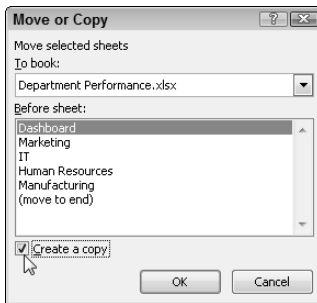 Move or Copy
Move selected sheets
To book:
Department Performance.xlsx
Before sheet:
Dashboard
Marketing
IT
Human Resources
Manufacturing
(move to end)
Create a copy
OK
Cancel